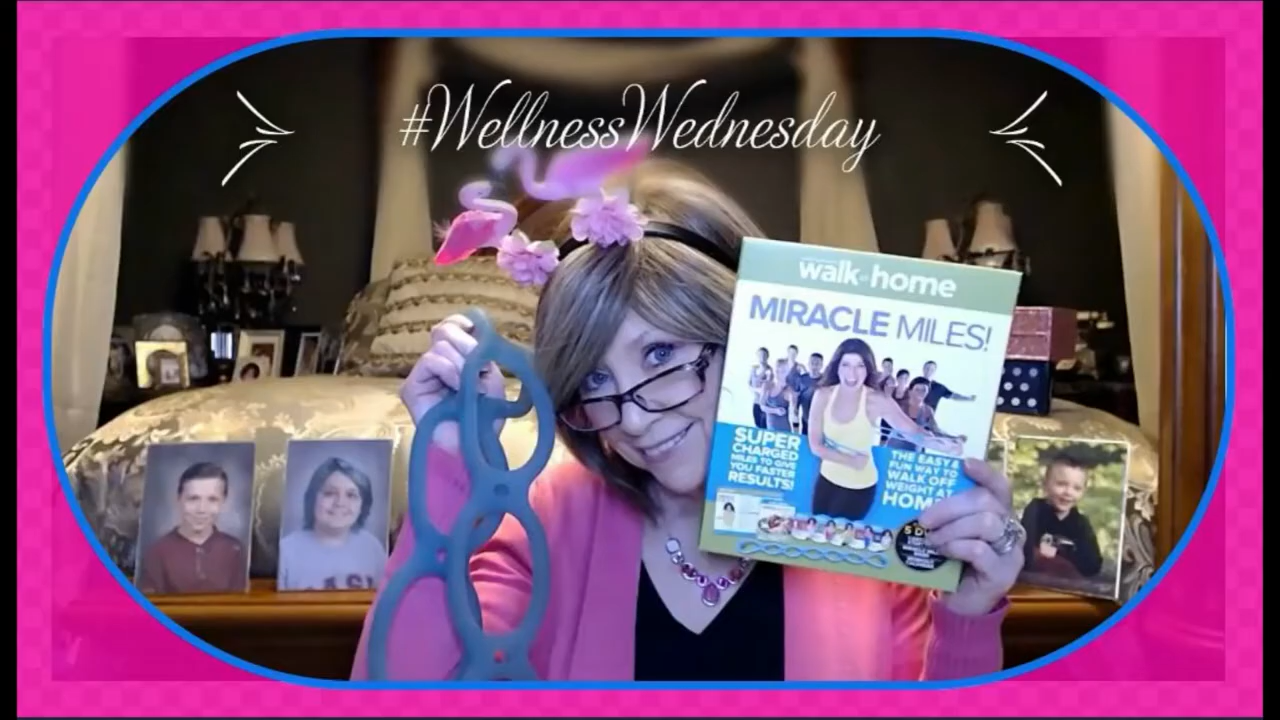 #WellnessWednesday
walk at home
MIRACLE MILES!
SUPER
CHARGED
MILES TO GIVE
YOU FASTER
RESULTS!
THE EASY &
FUN WAY TO
WALK OFF
WEIGHT AT
HOM
5 D